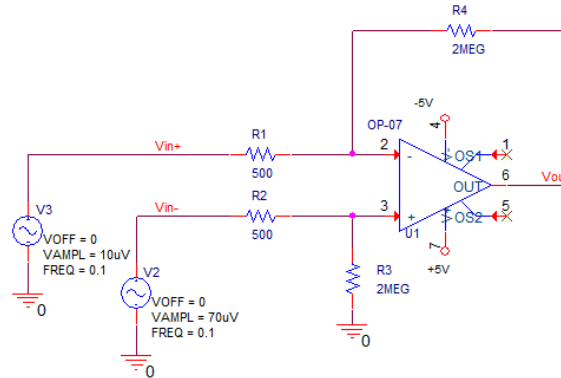 R4
2MEG
-5V
OP-07
4
R1
Vin+
2
-
OS1
1
500
OUT
6
Vou
R2
Vin-
3
+
OS2
5
U1
500
7
V3
VOFF = 0
VAMPL = 10uV
FREQ = 0.1
R3
2MEG
+5V
V2
VOFF = 0
VAMPL = 70uV
FREQ = 0.1
0
0
0